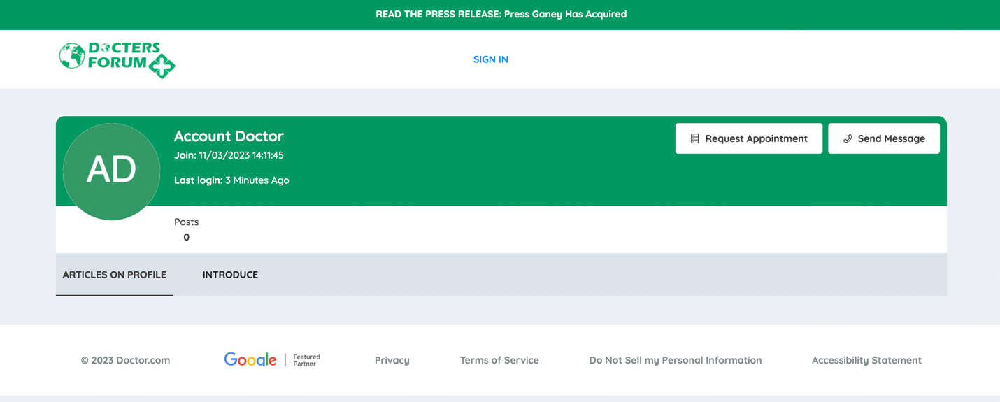 READ THE PRESS RELEASE: Press Ganey Has Acquired
DOCTERS
FORUM
SIGN IN
AD
Account Doctor
Join: 11/03/2023 14:11:45
Last login: 3 Minutes Ago
Request Appointment
Send Message
Posts
0
ARTICLES ON PROFILE
INTRODUCE
© 2023 Doctor.com
Google
Featured
Partner
Privacy
Terms of Service
Do Not Sell my Personal Information
Accessibility Statement